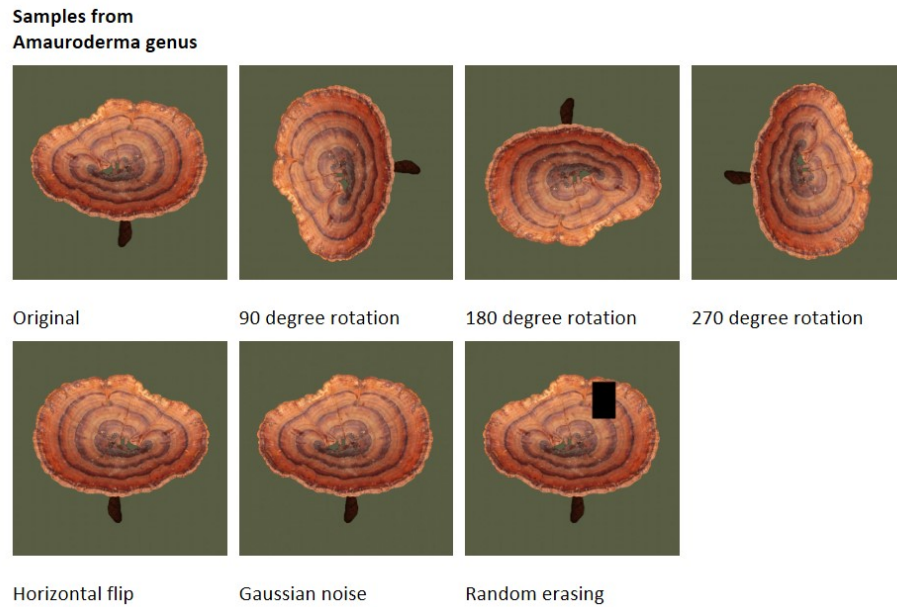 Samples from
Amauroderma genus
Original
90 degree rotation
180 degree rotation
270 degree rotation
Horizontal flip
Gaussian noise
Random erasing